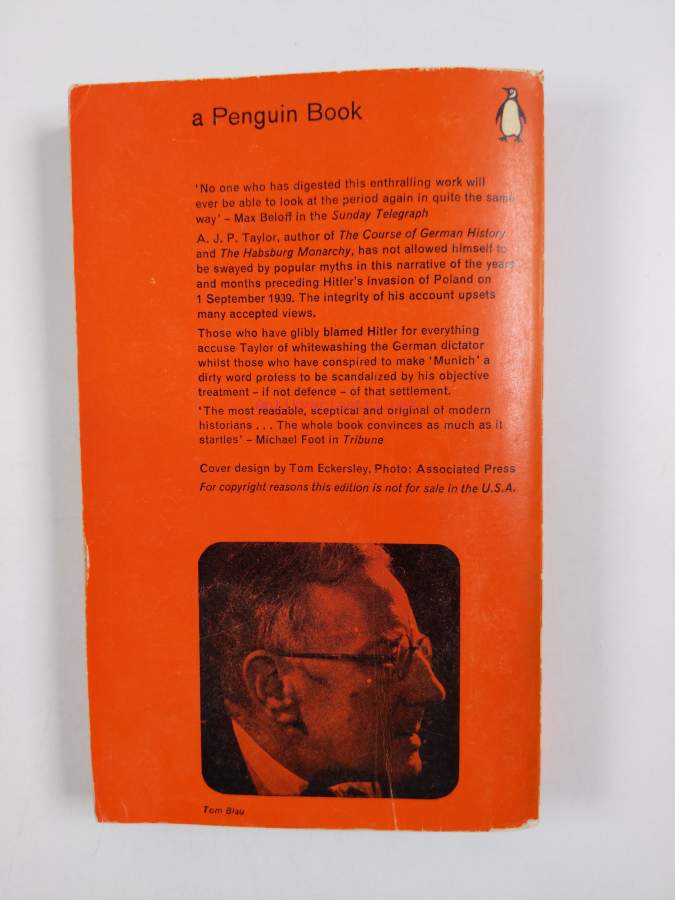 a Penguin Book
'No one who has digested this enthralling work will
ever be able to look at the period again in quite the same
way' – Max Beloff in the Sunday Telegraph
A. J. P. Taylor, author of The Course of German History
and The Habsburg Monarchy, has not allowed himself to
be swayed by popular myths in this narrative of the years
and months preceding Hitler's invasion of Poland on
1 September 1939. The integrity of his account upsets
many accepted views.
Those who have glibly blamed Hitler for everything
accuse Taylor of whitewashing the German dictator
whilst those who have conspired to make 'Munich' a
dirty word profess to be scandalized by his objective
treatment – if not defence – of that settlement.
'The most readable, sceptical and original of modern
historians . . . The whole book convinces as much as it
startles' – Michael Foot in Tribune
Cover design by Tom Eckersley. Photo: Associated Press
For copyright reasons this edition is not for sale in the U.S.A.
Tom Blau